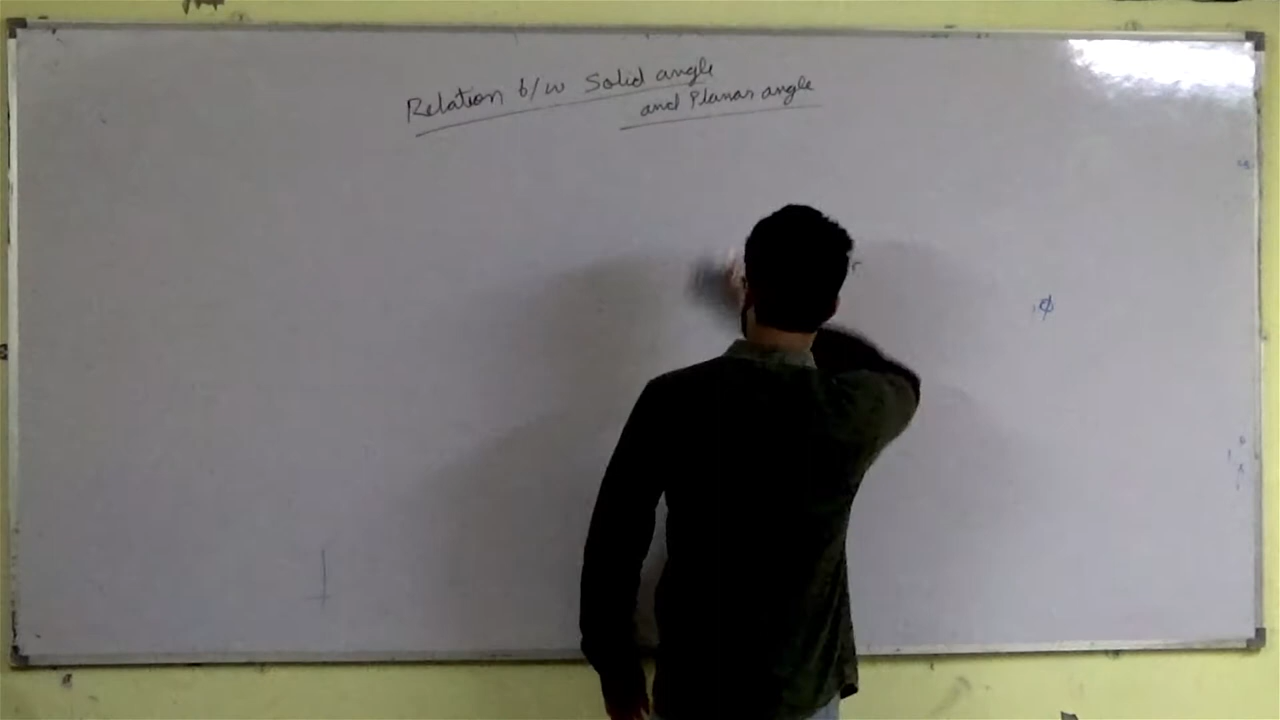 Relation b/w Solid angle
and Planar angle
r
φ